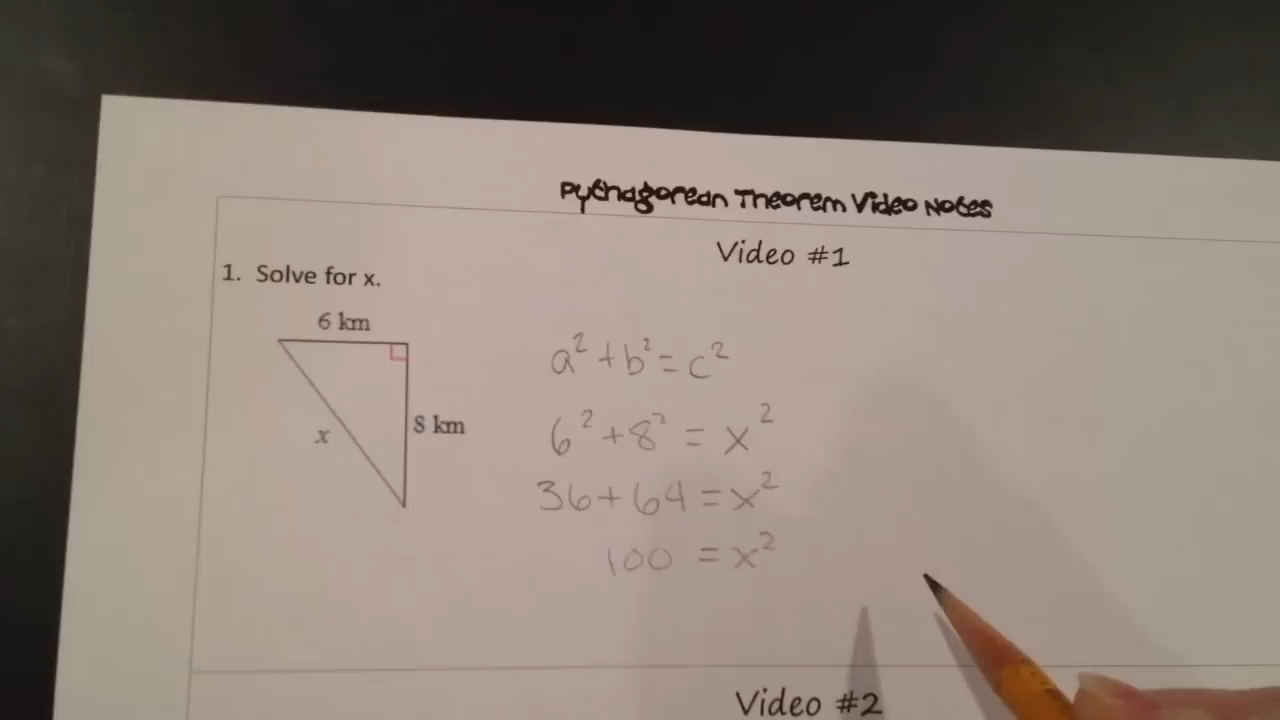 Pythagorean Theorem Video Notes
Video #1
1. Solve for x.
6 km
8 km
x
a² + b² = c²
6² + 8² = x²
36 + 64 = x²
100 = x²
Video #2